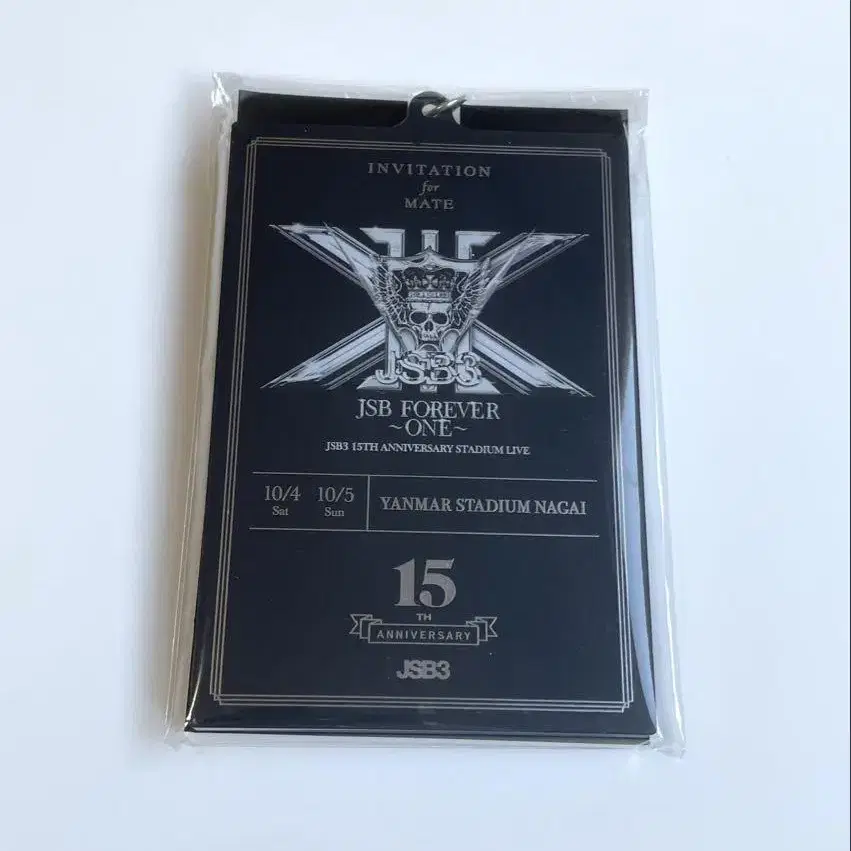 INVITATION
for
MATE
JSB3
JSB FOREVER
~ONE~
JSB3 15TH ANNIVERSARY STADIUM LIVE
10/4 10/5
Sat Sun
YANMAR STADIUM NAGAI
15
TH
ANNIVERSARY
JSB3